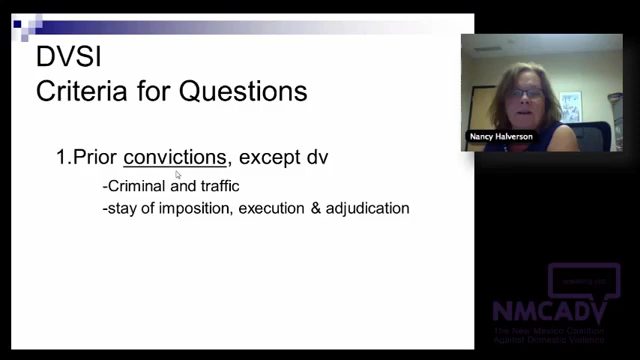 DVSI
Criteria for Questions
1.Prior convictions, except dv
-Criminal and traffic
-stay of imposition, execution & adjudication
Nancy Halverson
NMCADV
The New Mexico Coalition
Against Domestic Violence